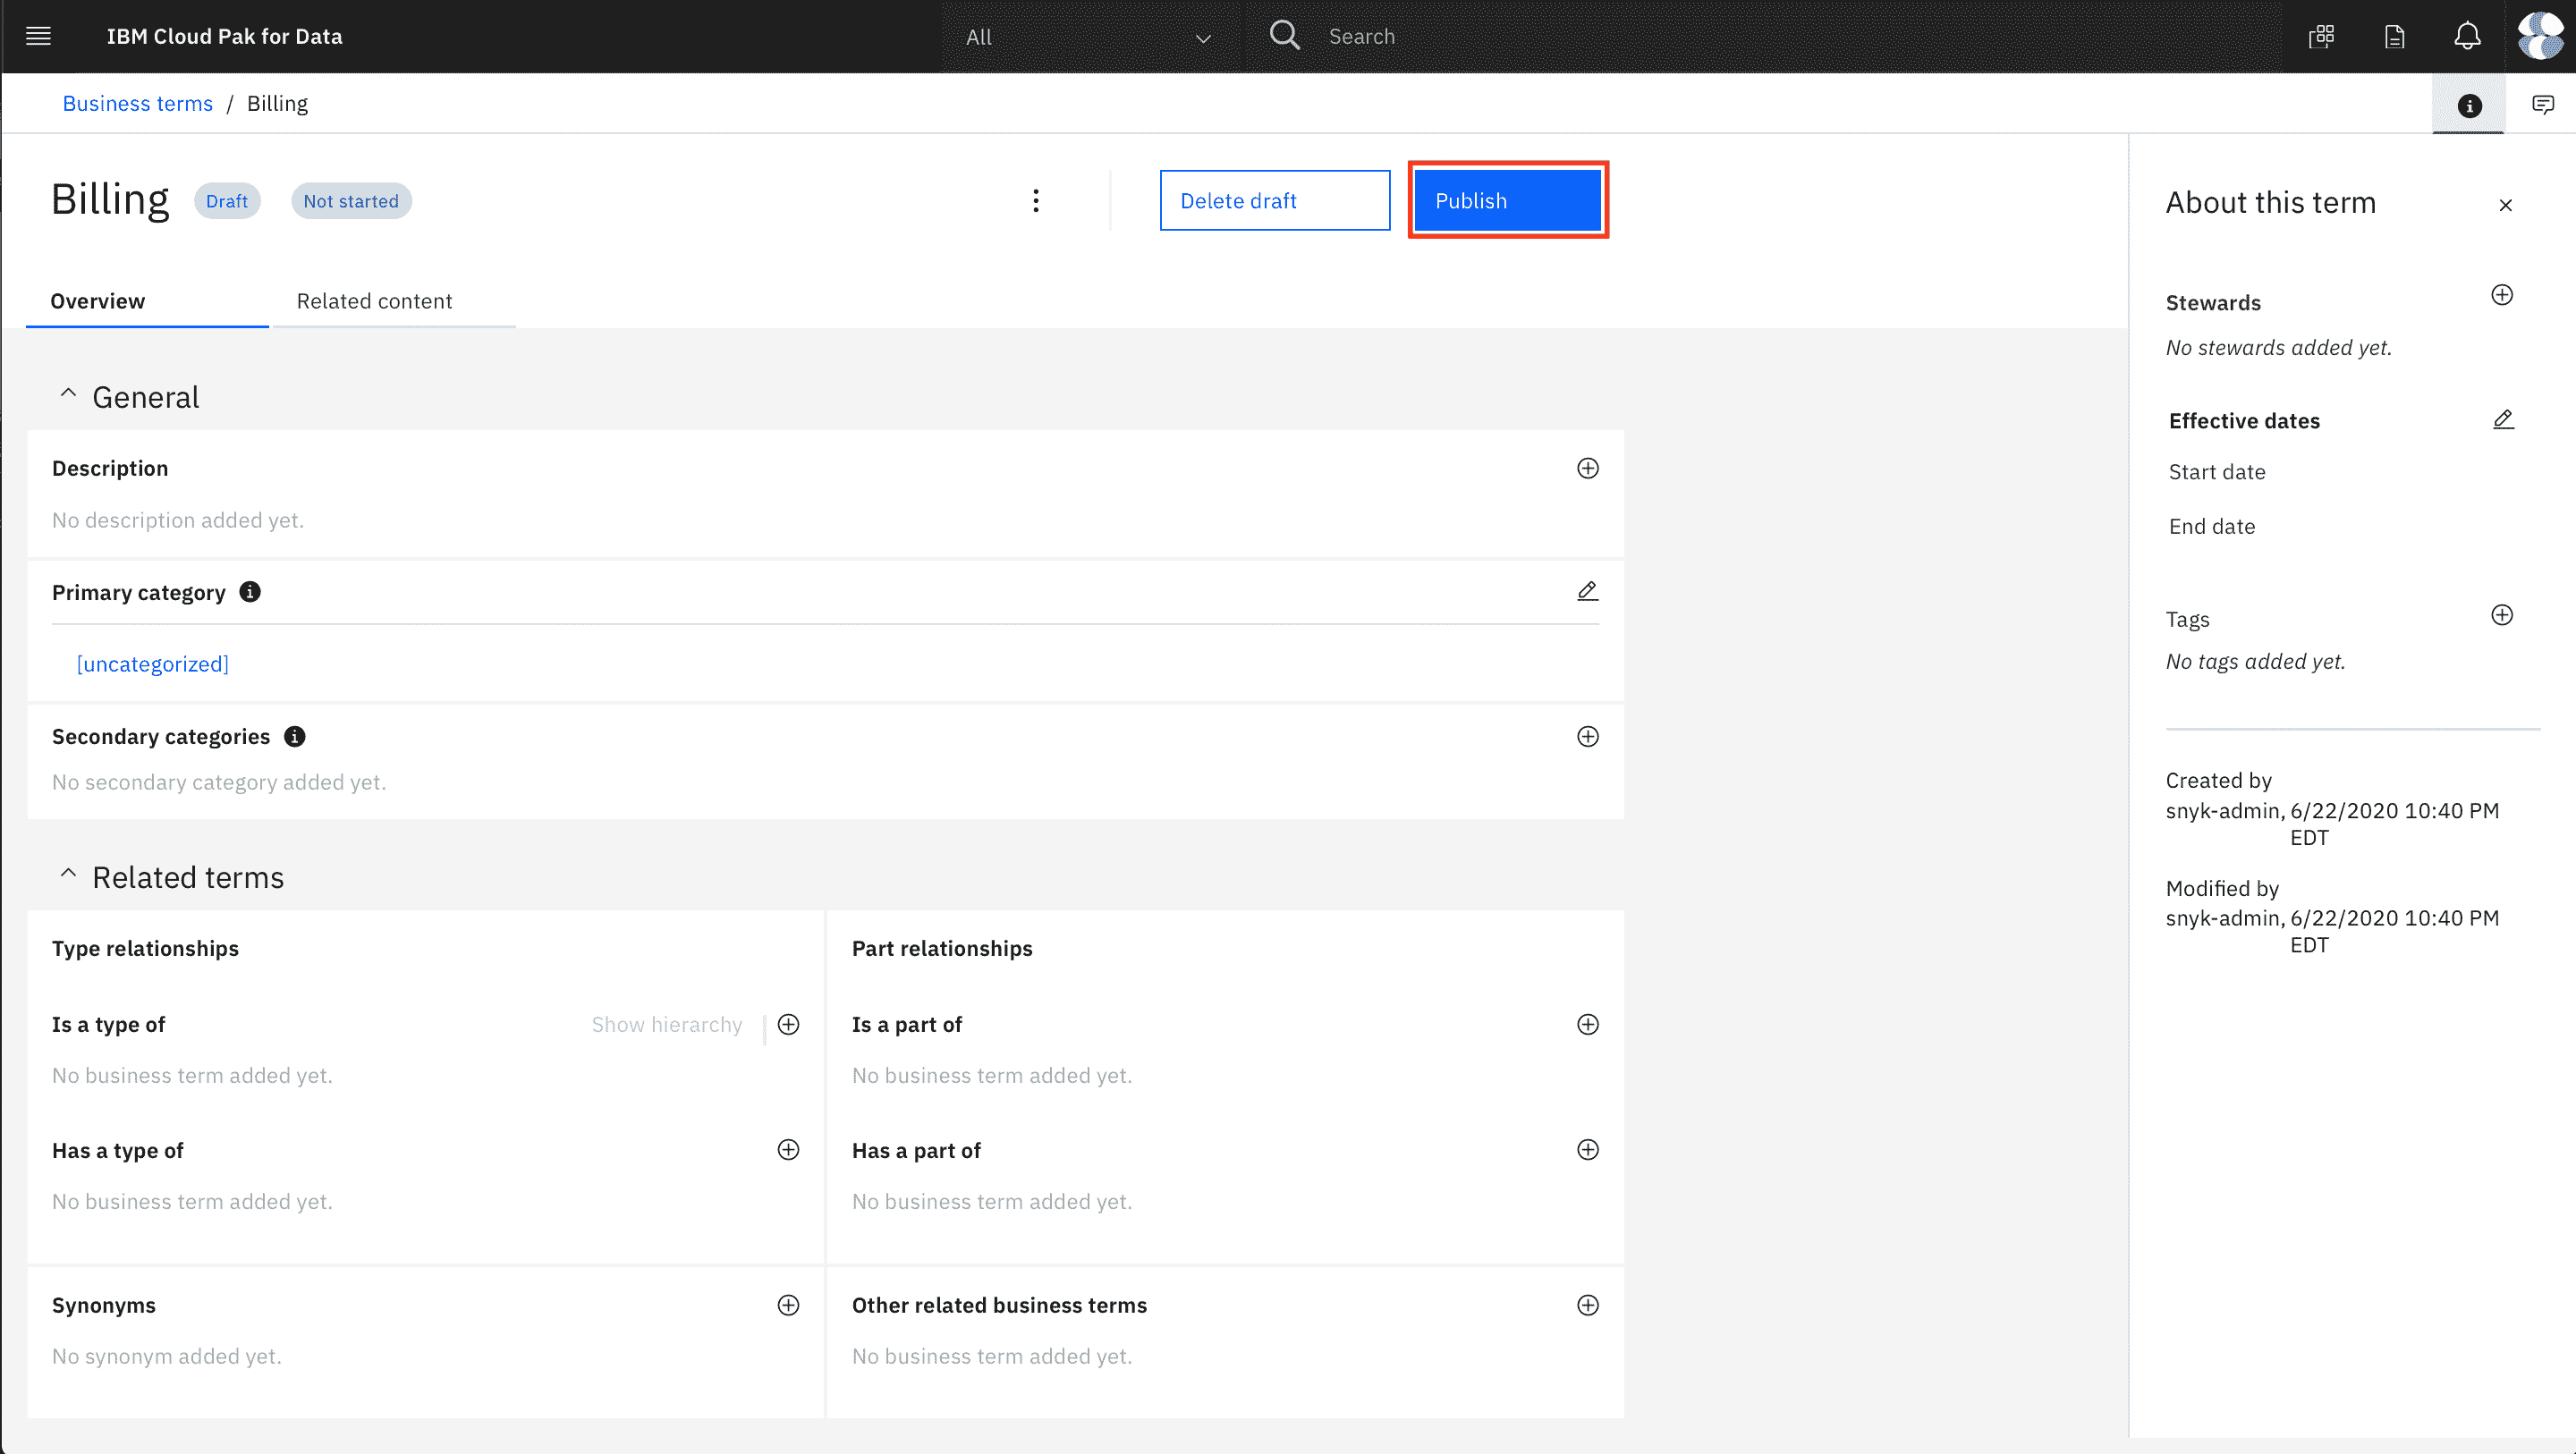 IBM Cloud Pak for Data
All
Search
Business terms / Billing
Billing Draft Not started
Delete draft
Publish
Overview
Related content
General
Description
No description added yet.
Primary category
[uncategorized]
Secondary categories
No secondary category added yet.
Related terms
Type relationships
Is a type of
Show hierarchy
No business term added yet.
Has a type of
No business term added yet.
Part relationships
Is a part of
No business term added yet.
Has a part of
No business term added yet.
Synonyms
No synonym added yet.
Other related business terms
No business term added yet.
About this term
Stewards
No stewards added yet.
Effective dates
Start date
End date
Tags
No tags added yet.
Created by
snyk-admin, 6/22/2020 10:40 PM
EDT
Modified by
snyk-admin, 6/22/2020 10:40 PM
EDT